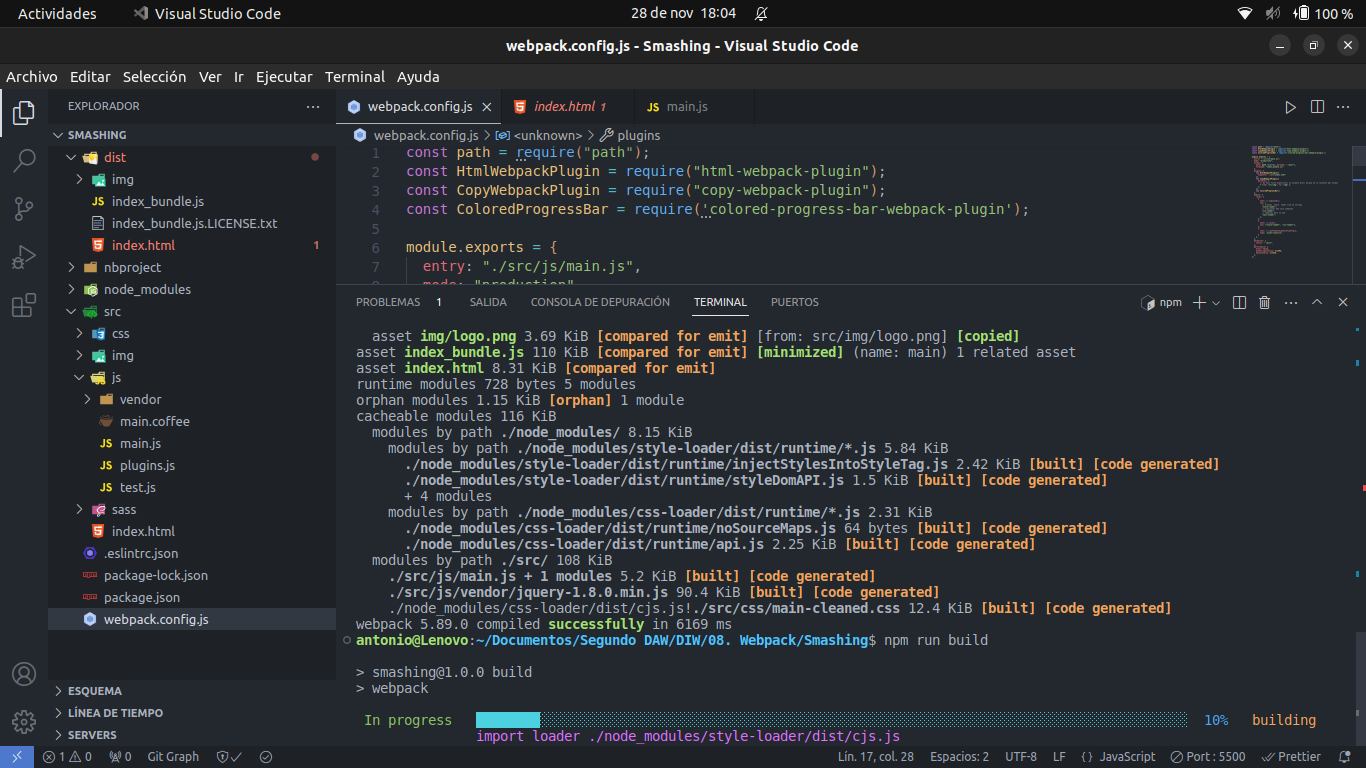 Actividades
Visual Studio Code
28 de nov 18:04
100 %
webpack.config.js - Smashing - Visual Studio Code
Archivo Editar Selección Ver Ir Ejecutar Terminal Ayuda
EXPLORADOR
SMASHING
dist
img
index_bundle.js
index_bundle.js.LICENSE.txt
index.html 1
nbproject
node_modules
src
css
img
js
vendor
main.coffee
main.js
plugins.js
test.js
sass
index.html
.eslintrc.json
package-lock.json
package.json
webpack.config.js
ESQUEMA
LÍNEA DE TIEMPO
SERVERS
webpack.config.js
index.html 1
JS main.js
webpack.config.js > <unknown> > plugins
1 const path = require("path");
2 const HtmlWebpackPlugin = require("html-webpack-plugin");
3 const CopyWebpackPlugin = require("copy-webpack-plugin");
4 const ColoredProgressBar = require('colored-progress-bar-webpack-plugin');
5
6 module.exports = {
7 entry: "./src/js/main.js",
8 mode: "production"
PROBLEMAS 1 SALIDA CONSOLA DE DEPURACIÓN TERMINAL PUERTOS
npm
asset img/logo.png 3.69 KiB [compared for emit] [from: src/img/logo.png] [copied]
asset index_bundle.js 110 KiB [compared for emit] [minimized] (name: main) 1 related asset
asset index.html 8.31 KiB [compared for emit]
runtime modules 728 bytes 5 modules
orphan modules 1.15 KiB [orphan] 1 module
cacheable modules 116 KiB
modules by path ./node_modules/ 8.15 KiB
modules by path ./node_modules/style-loader/dist/runtime/*.js 5.84 KiB
./node_modules/style-loader/dist/runtime/injectStylesIntoStyleTag.js 2.42 KiB [built] [code generated]
./node_modules/style-loader/dist/runtime/styleDomAPI.js 1.5 KiB [built] [code generated]
+ 4 modules
modules by path ./node_modules/css-loader/dist/runtime/*.js 2.31 KiB
./node_modules/css-loader/dist/runtime/noSourceMaps.js 64 bytes [built] [code generated]
./node_modules/css-loader/dist/runtime/api.js 2.25 KiB [built] [code generated]
modules by path ./src/ 108 KiB
./src/js/main.js + 1 modules 5.2 KiB [built] [code generated]
./src/js/vendor/jquery-1.8.0.min.js 90.4 KiB [built] [code generated]
./node_modules/css-loader/dist/cjs.js!./src/css/main-cleaned.css 12.4 KiB [built] [code generated]
webpack 5.89.0 compiled successfully in 6169 ms
antonio@Lenovo:~/Documentos/Segundo DAW/DIW/08. Webpack/Smashing$ npm run build
> smashing@1.0.0 build
> webpack
In progress 10% building
import loader ./node_modules/style-loader/dist/cjs.js
1 0 0 Git Graph Lín. 17, col. 28 Espacios: 2 UTF-8 LF {} JavaScript Port : 5500 Prettier